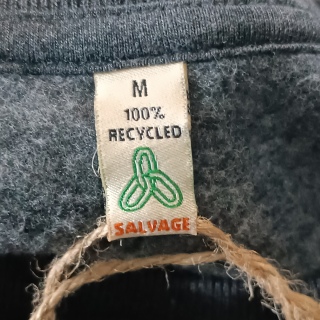 M
100%
RECYCLED
SALVAGE